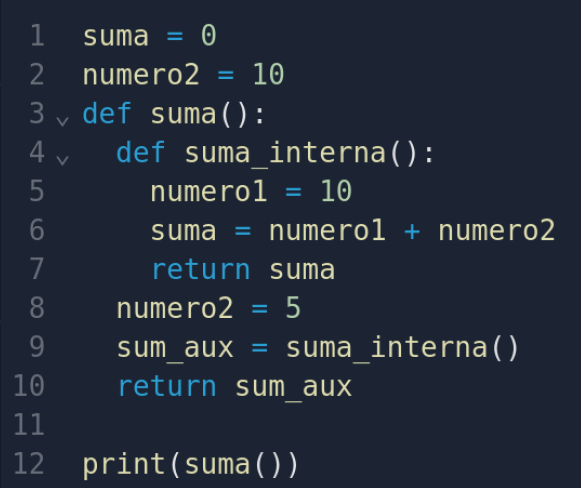 1 suma = 0
2 numero2 = 10
3 def suma():
4   def suma_interna():
5     numero1 = 10
6     suma = numero1 + numero2
7     return suma
8   numero2 = 5
9   sum_aux = suma_interna()
10   return sum_aux
11
12 print(suma())